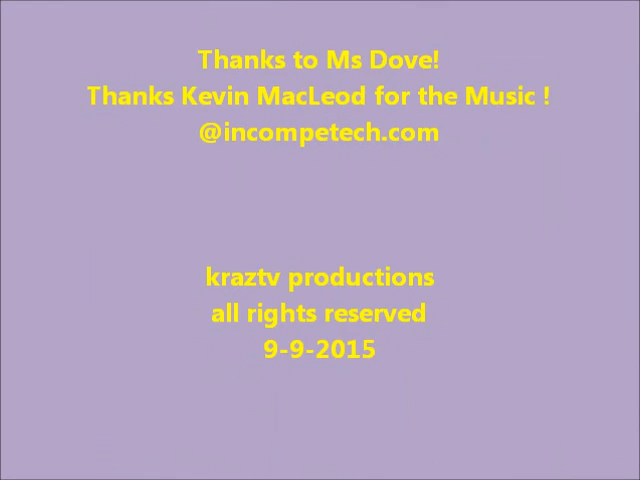 Thanks to Ms Dove!
Thanks Kevin MacLeod for the Music !
@incompetech.com
kraztv productions
all rights reserved
9-9-2015